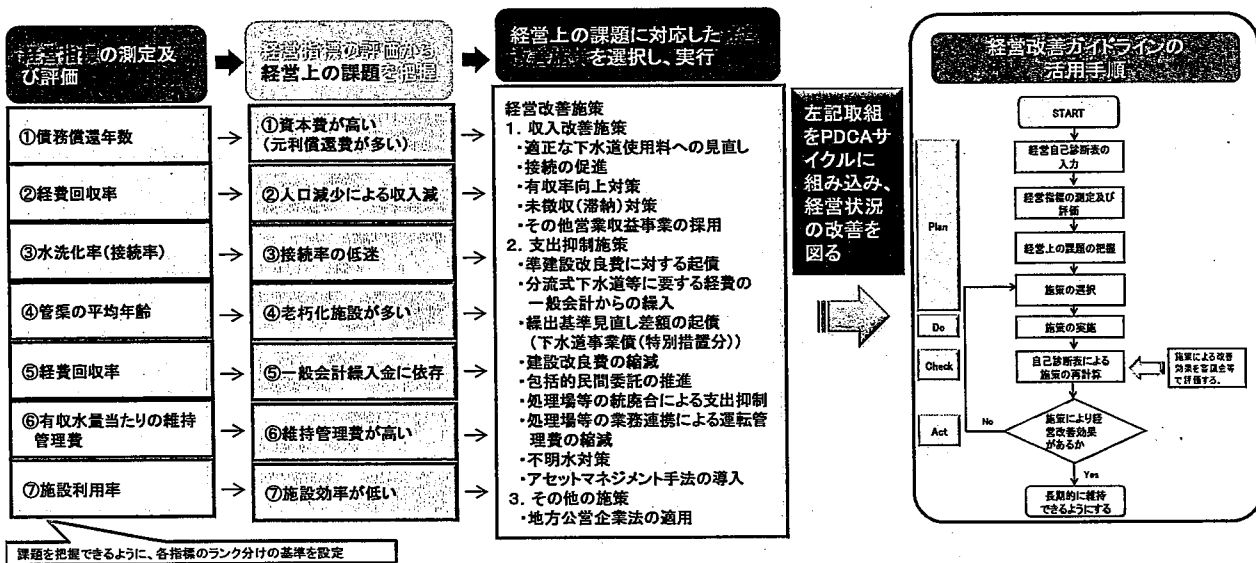 経営指標の測定及
び評価
①債務償還年数
②経費回収率
③水洗化率(接続率)
④管渠の平均年齢
⑤経費回収率
⑥有収水量当たりの維持
管理費
⑦施設利用率
課題を把握できるように、各指標のランク分けの基準を設定
経営指標の評価から
経営上の課題を把握
①資本費が高い
(元利償還費が多い)
②人口減少による収入減
③接続率の低迷
④老朽化施設が多い
⑤一般会計繰入金に依存
⑥維持管理費が高い
⑦施設効率が低い
経営上の課題に対応した
を選択し、実行
経営改善施策
1. 収入改善施策
・適正な下水道使用料への見直し
・接続の促進
・有収率向上対策
・未徴収(滞納)対策
・その他営業収益事業の採用
2. 支出抑制施策
・準建設改良費に対する起債
・分流式下水道等に要する経費の
一般会計からの繰入
・繰出基準見直し差額の起債
(下水道事業債(特別措置分))
・建設改良費の縮減
・包括的民間委託の推進
・処理場等の統廃合による支出抑制
・処理場等の業務連携による運転管
理費の縮減
・不明水対策
・アセットマネジメント手法の導入
3. その他の施策
・地方公営企業法の適用
左記取組
をPDCAサ
イクルに
組み込み、
経営状況
の改善を
図る
経営改善ガイドラインの
活用手順
START
経営自己診断表の
入力
経営指標の測定及び
評価
経営上の課題の把握
施策の選択
施策の実施
自己診断表による
施策の再計算
施策による改善
効果を審議会等
で評価する。
施策により経
営改善効果
があるか
No
Yes
長期的に維持
できるようにする
Plan
Do
Check
Act